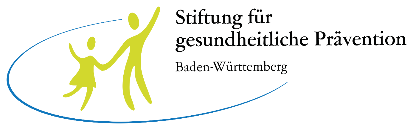 Stiftung für
gesundheitliche Prävention
Baden-Württemberg